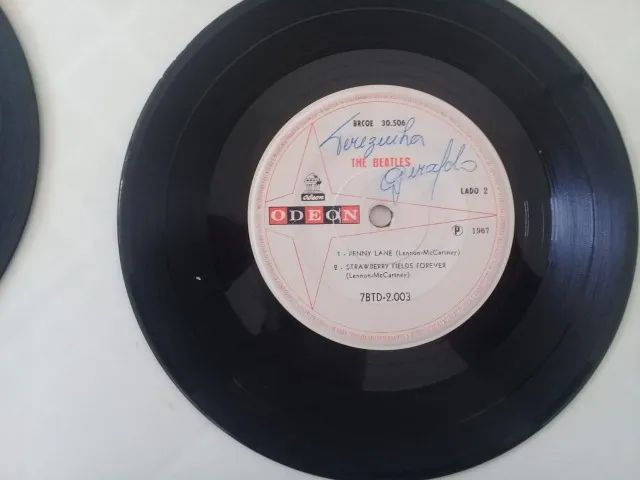 BRCOE 30.506
Terezinha
THE BEATLES
Geraldo
LADO 2
Odeon
ODEON
P 1967
1 - PENNY LANE (Lennon-McCartney)
2 - STRAWBERRY FIELDS FOREVER
(Lennon-McCartney)
7BTD-2.003